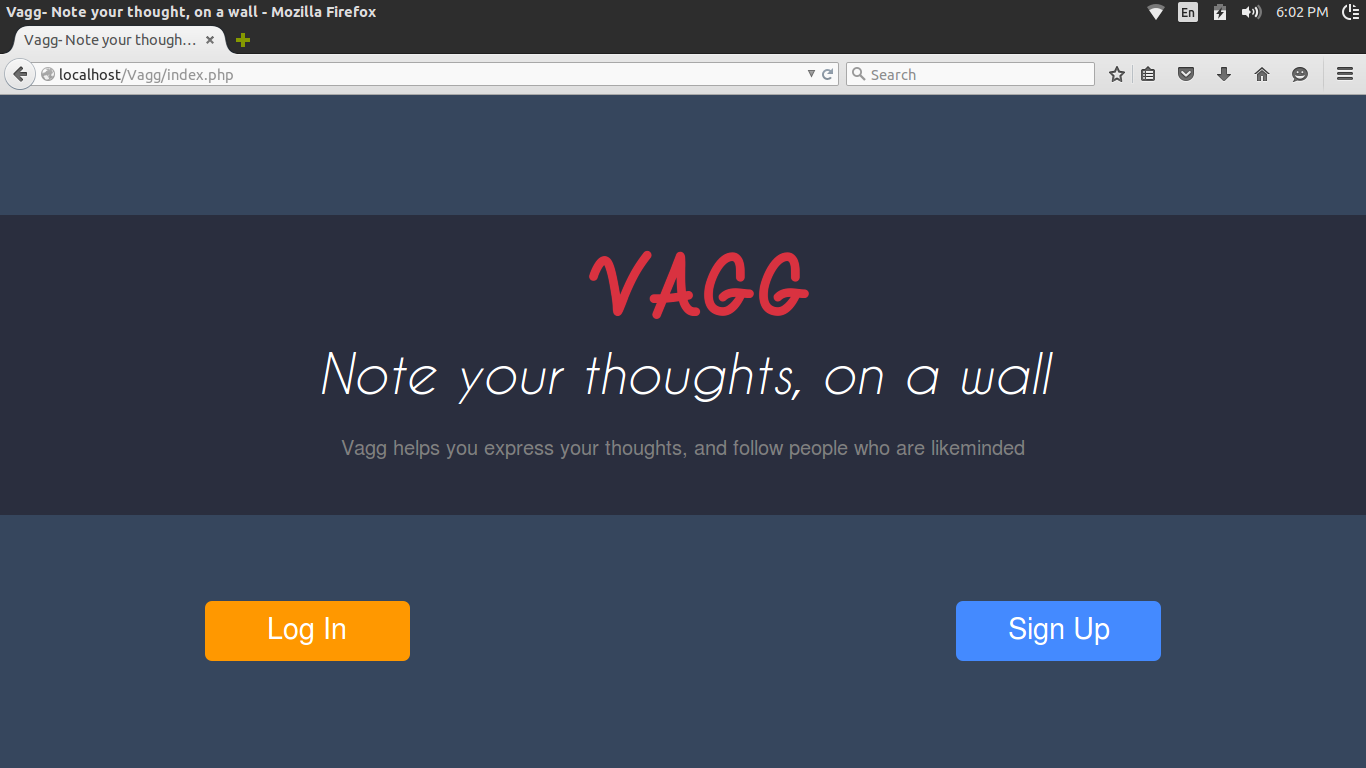 Vagg- Note your thought, on a wall - Mozilla Firefox
En
6:02 PM
Vagg- Note your though...
localhost/Vagg/index.php
Search
VAGG
Note your thoughts, on a wall
Vagg helps you express your thoughts, and follow people who are likeminded
Log In
Sign Up